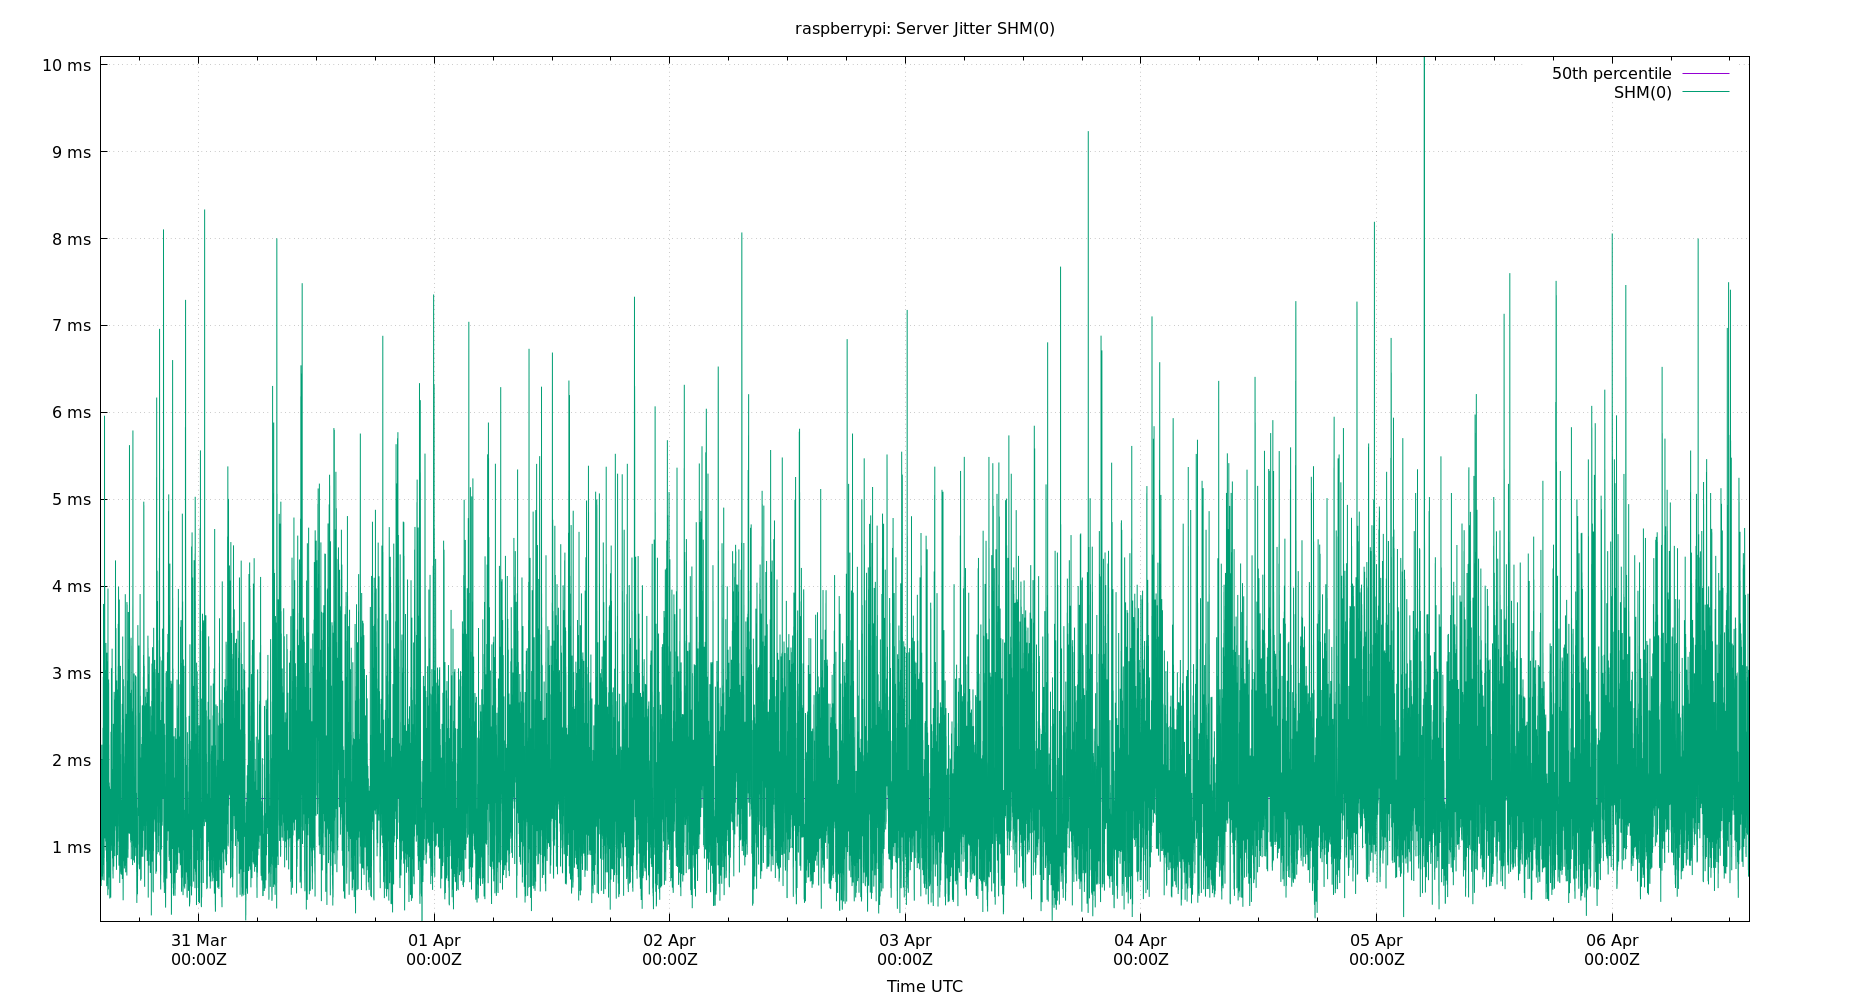 raspberrypi: Server Jitter SHM(0)
10 ms
9 ms
8 ms
7 ms
6 ms
5 ms
4 ms
3 ms
2 ms
1 ms
50th percentile
SHM(0)
31 Mar 01 Apr 02 Apr 03 Apr 04 Apr 05 Apr 06 Apr
00:00Z 00:00Z 00:00Z 00:00Z 00:00Z 00:00Z 00:00Z
Time UTC